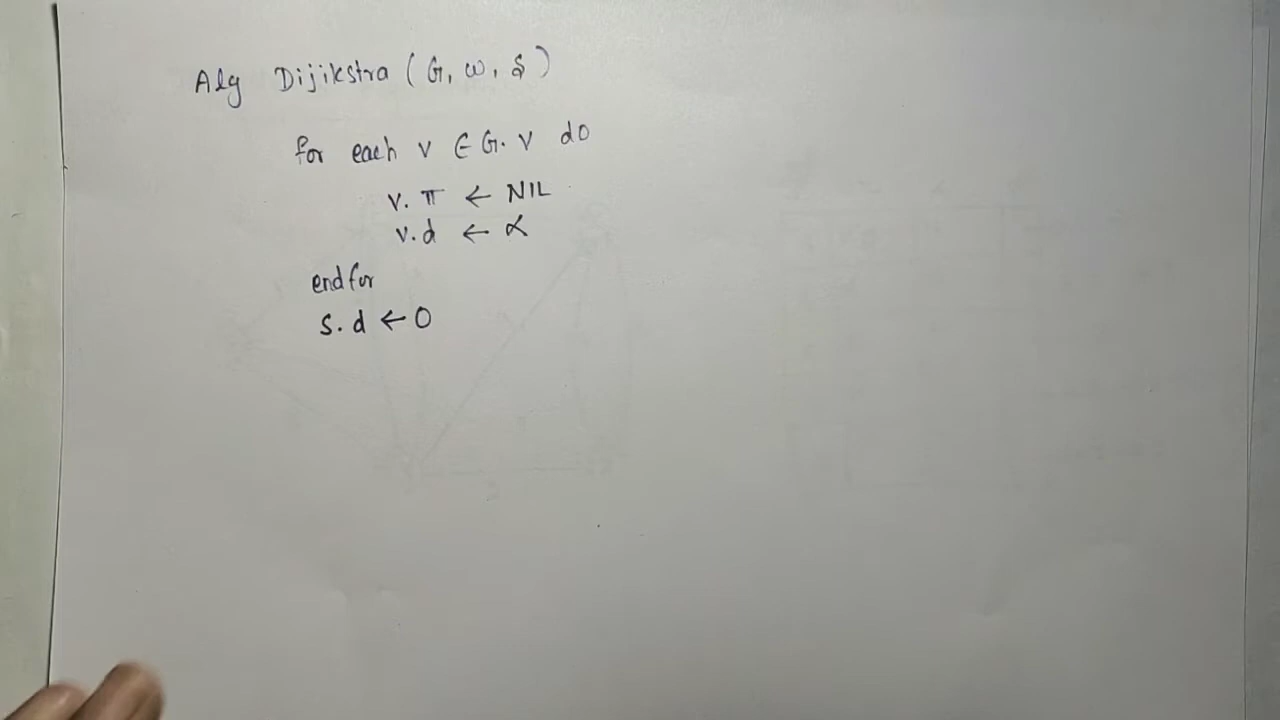 Alg Dijikstra (G, w, s)
for each v ∈ G. v do
v. π ← NIL
v.d ← α
endfor
s. d ← 0